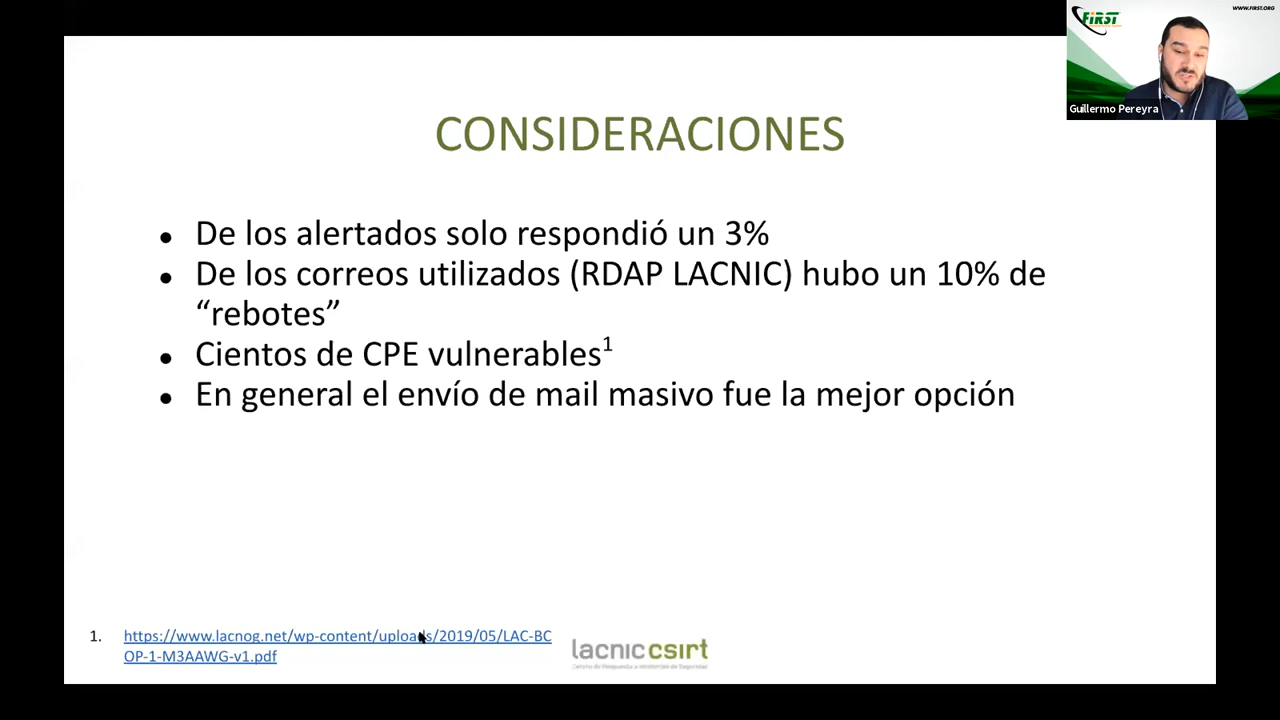 WWW.FIRST.ORG
FiRST
Guillermo Pereyra
CONSIDERACIONES
● De los alertados solo respondió un 3%
● De los correos utilizados (RDAP LACNIC) hubo un 10% de
“rebotes”
● Cientos de CPE vulnerables¹
● En general el envío de mail masivo fue la mejor opción
1. https://www.lacnog.net/wp-content/uploads/2019/05/LAC-BC
OP-1-M3AAWG-v1.pdf
lacnic csirt